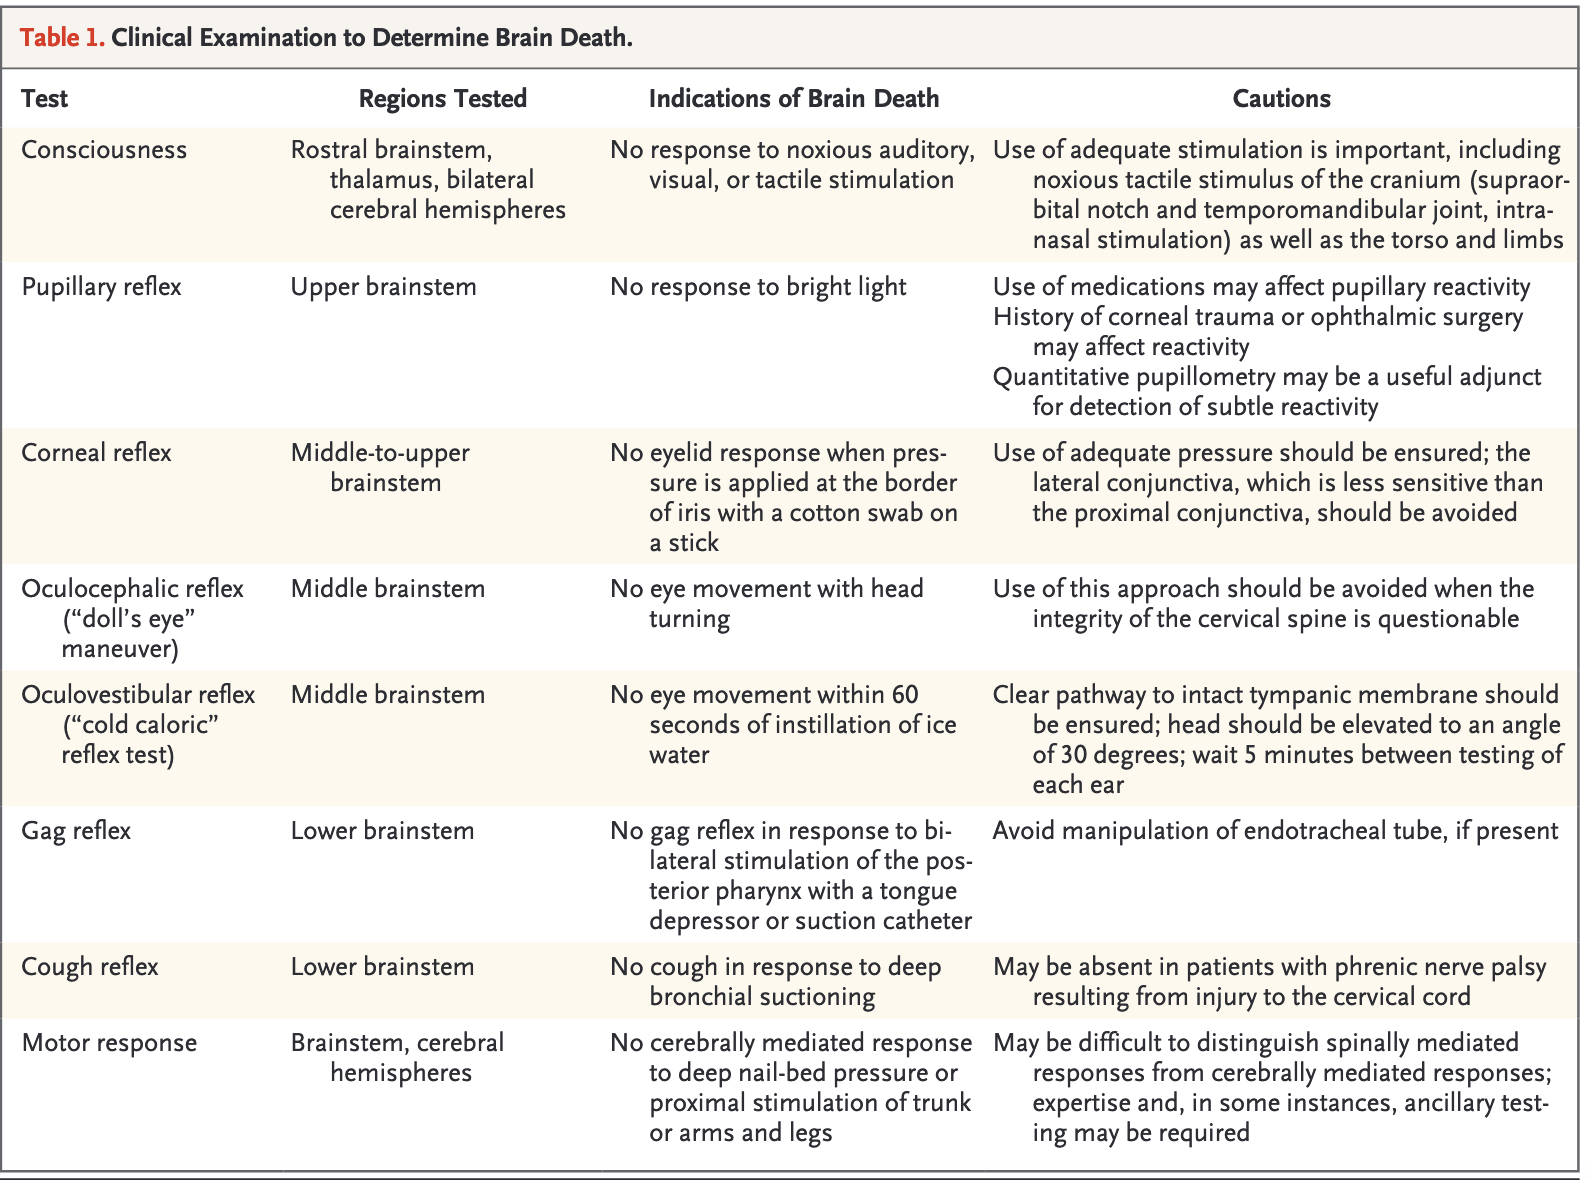 Table 1. Clinical Examination to Determine Brain Death.
Test Regions Tested Indications of Brain Death Cautions
Consciousness
Rostral brainstem,
thalamus, bilateral
cerebral hemispheres
No response to noxious auditory,
visual, or tactile stimulation
Use of adequate stimulation is important, including
noxious tactile stimulus of the cranium (supraor-
bital notch and temporomandibular joint, intra-
nasal stimulation) as well as the torso and limbs
Pupillary reflex
Upper brainstem
No response to bright light
Use of medications may affect pupillary reactivity
History of corneal trauma or ophthalmic surgery
may affect reactivity
Quantitative pupillometry may be a useful adjunct
for detection of subtle reactivity
Corneal reflex
Middle-to-upper
brainstem
No eyelid response when pres-
sure is applied at the border
of iris with a cotton swab on
a stick
Use of adequate pressure should be ensured; the
lateral conjunctiva, which is less sensitive than
the proximal conjunctiva, should be avoided
Oculocephalic reflex
(“doll’s eye”
maneuver)
Middle brainstem
No eye movement with head
turning
Use of this approach should be avoided when the
integrity of the cervical spine is questionable
Oculovestibular reflex
(“cold caloric”
reflex test)
Middle brainstem
No eye movement within 60
seconds of instillation of ice
water
Clear pathway to intact tympanic membrane should
be ensured; head should be elevated to an angle
of 30 degrees; wait 5 minutes between testing of
each ear
Gag reflex
Lower brainstem
No gag reflex in response to bi-
lateral stimulation of the pos-
terior pharynx with a tongue
depressor or suction catheter
Avoid manipulation of endotracheal tube, if present
Cough reflex
Lower brainstem
No cough in response to deep
bronchial suctioning
May be absent in patients with phrenic nerve palsy
resulting from injury to the cervical cord
Motor response
Brainstem, cerebral
hemispheres
No cerebrally mediated response
to deep nail-bed pressure or
proximal stimulation of trunk
or arms and legs
May be difficult to distinguish spinally mediated
responses from cerebrally mediated responses;
expertise and, in some instances, ancillary test-
ing may be required